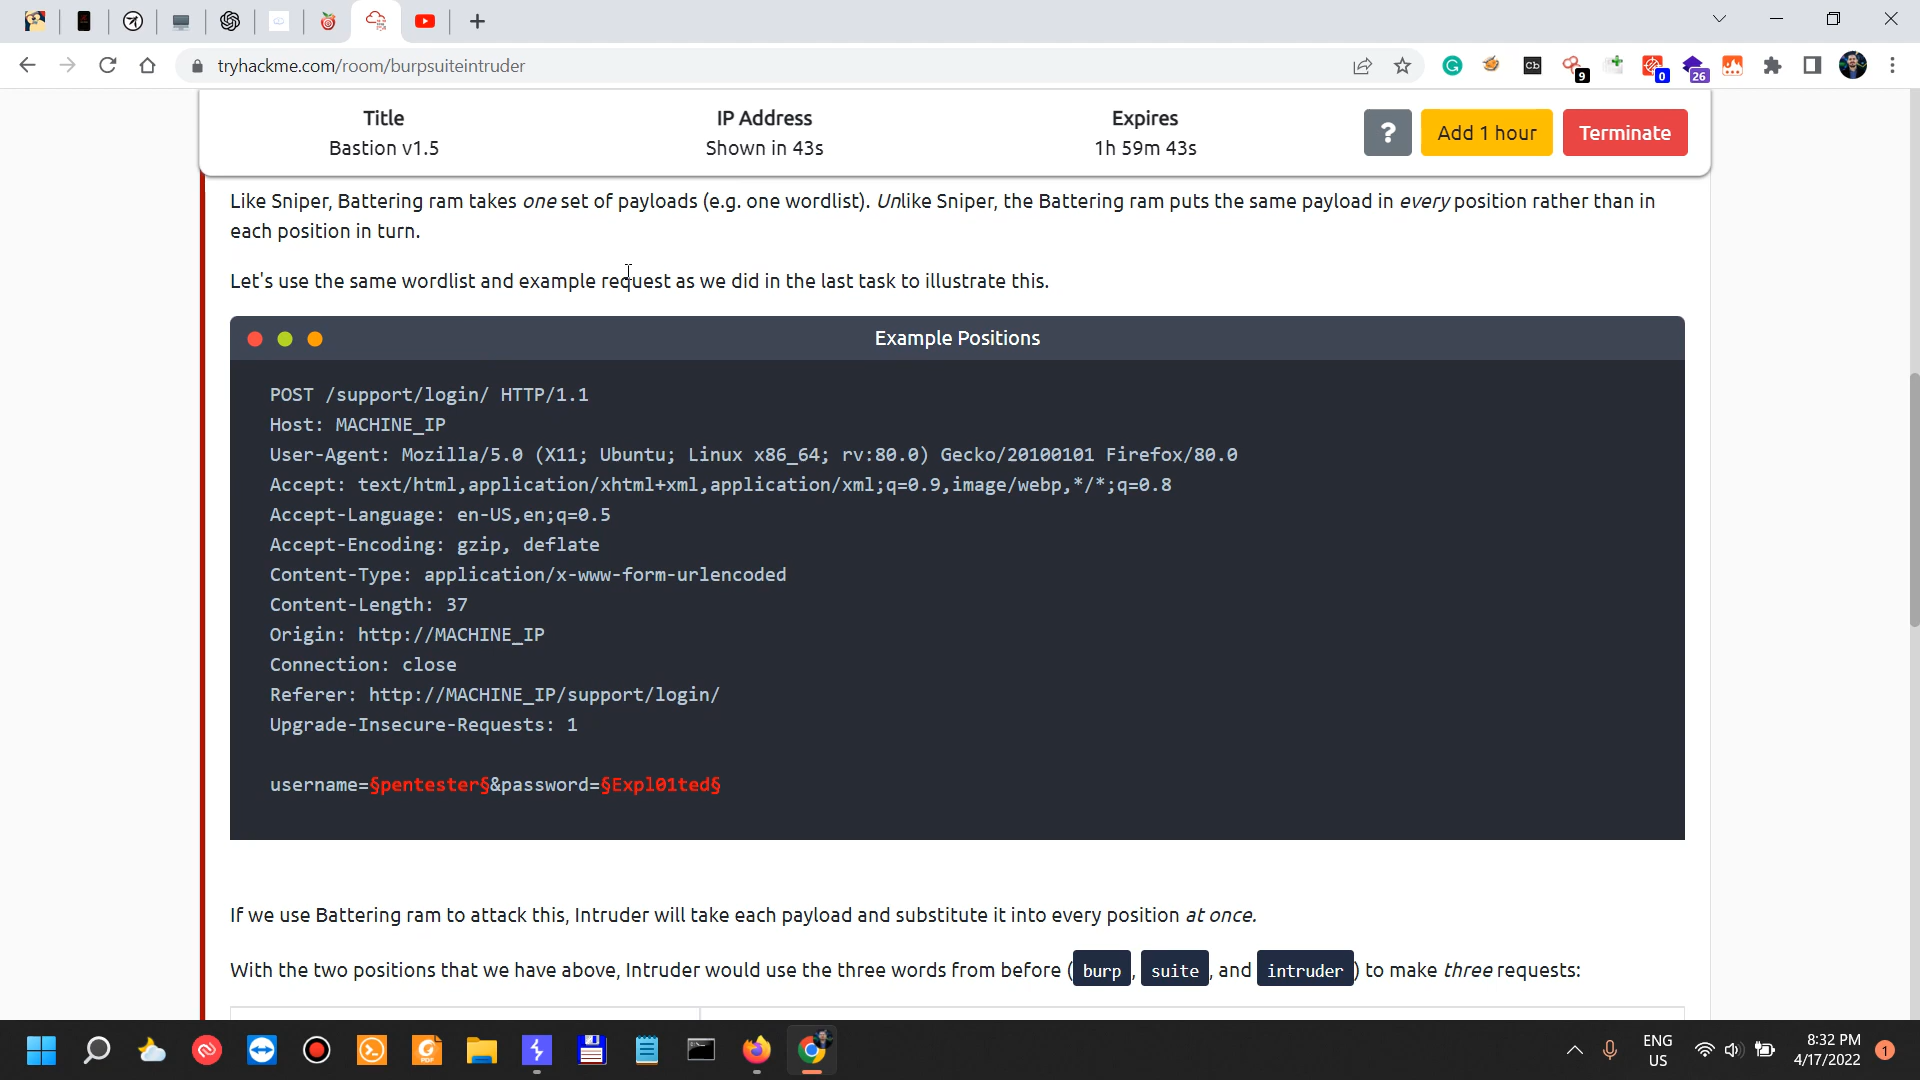 tryhackme.com/room/burpsuiteintruder
Cb
9
0
26
Title
Bastion v1.5
IP Address
Shown in 43s
Expires
1h 59m 43s
?
Add 1 hour
Terminate
Like Sniper, Battering ram takes one set of payloads (e.g. one wordlist). Unlike Sniper, the Battering ram puts the same payload in every position rather than in
each position in turn.
Let's use the same wordlist and example request as we did in the last task to illustrate this.
Example Positions
POST /support/login/ HTTP/1.1
Host: MACHINE_IP
User-Agent: Mozilla/5.0 (X11; Ubuntu; Linux x86_64; rv:80.0) Gecko/20100101 Firefox/80.0
Accept: text/html,application/xhtml+xml,application/xml;q=0.9,image/webp,*/*;q=0.8
Accept-Language: en-US,en;q=0.5
Accept-Encoding: gzip, deflate
Content-Type: application/x-www-form-urlencoded
Content-Length: 37
Origin: http://MACHINE_IP
Connection: close
Referer: http://MACHINE_IP/support/login/
Upgrade-Insecure-Requests: 1
username=§pentester§&password=§Expl01ted§
If we use Battering ram to attack this, Intruder will take each payload and substitute it into every position at once.
With the two positions that we have above, Intruder would use the three words from before ( burp , suite , and intruder ) to make three requests:
PDF
ENG
US
8:32 PM
4/17/2022
1